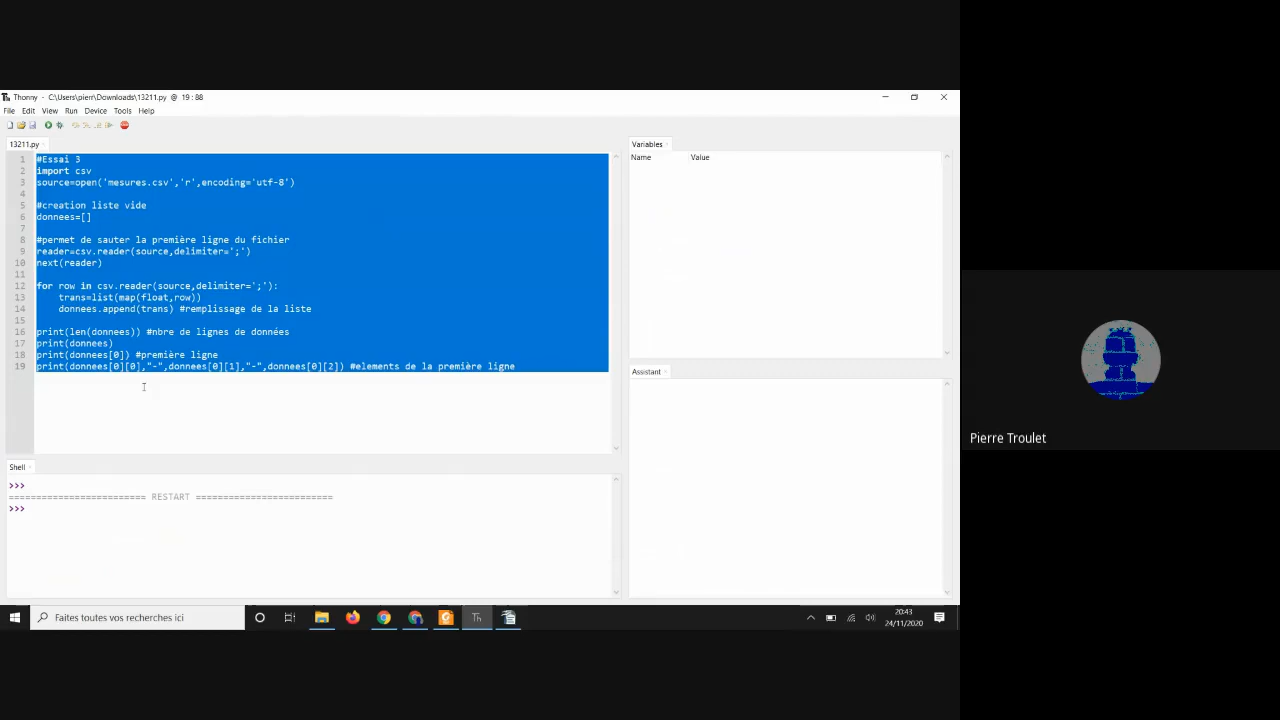 Thonny - C:\Users\pierr\Downloads\13211.py @ 19 : 88
File Edit View Run Device Tools Help
13211.py
1 #Essai 3
2 import csv
3 source=open('mesures.csv','r',encoding='utf-8')
4
5 #creation liste vide
6 donnees=[]
7
8 #permet de sauter la première ligne du fichier
9 reader=csv.reader(source,delimiter=';')
10 next(reader)
11
12 for row in csv.reader(source,delimiter=';'):
13 trans=list(map(float,row))
14 donnees.append(trans) #remplissage de la liste
15
16 print(len(donnees)) #nbre de lignes de données
17 print(donnees)
18 print(donnees[0]) #première ligne
19 print(donnees[0][0],"-",donnees[0][1],"-",donnees[0][2]) #elements de la première ligne
Shell
>>>
========================= RESTART =========================
>>>
Variables
Name Value
Assistant
Pierre Troulet
Faites toutes vos recherches ici
Th
20:43
24/11/2020